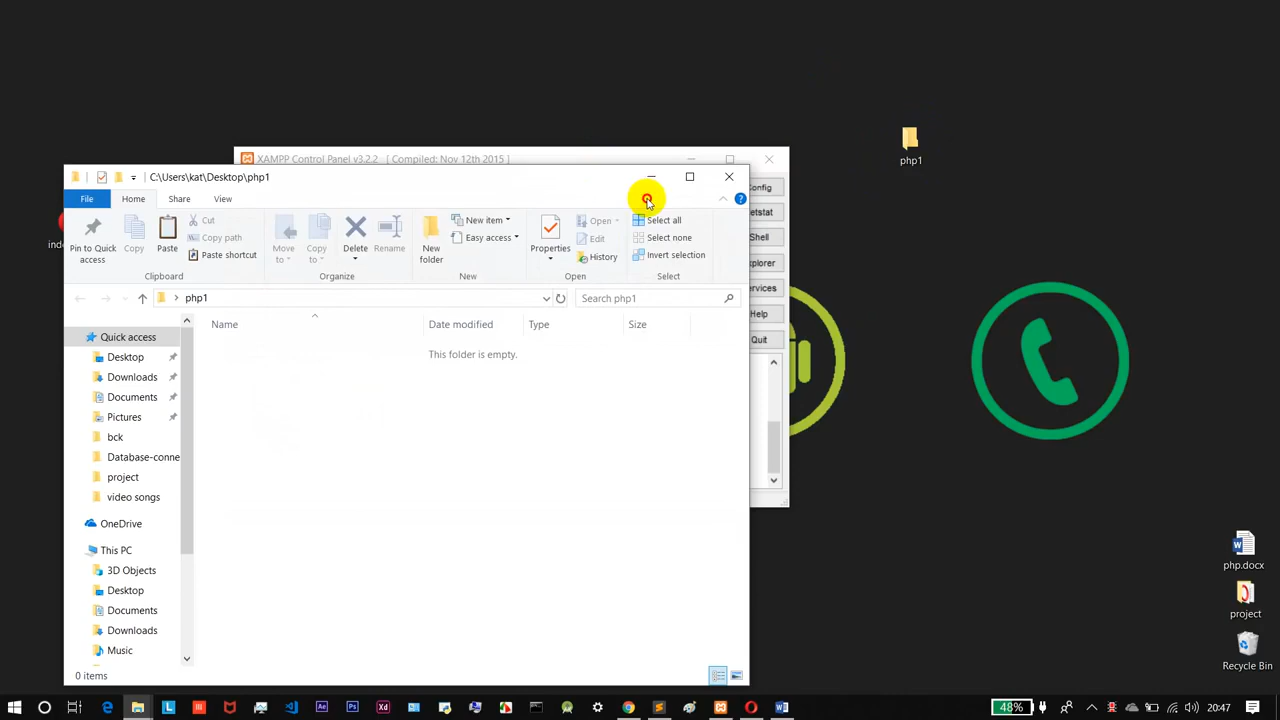 php1
XAMPP Control Panel v3.2.2 [ Compiled: Nov 12th 2015 ]
C:\Users\kat\Desktop\php1
File
Home
Share
View
Config
Shell
Services
Help
Quit
Pin to Quick access
Copy
Paste
Cut
Copy path
Paste shortcut
Clipboard
Move to
Copy to
Delete
Rename
Organize
New folder
New item
Easy access
New
Properties
Open
Edit
History
Open
Select all
Select none
Invert selection
Select
php1
Search php1
Name
Date modified
Type
Size
This folder is empty.
Quick access
Desktop
Downloads
Documents
Pictures
bck
Database-conne
project
video songs
OneDrive
This PC
3D Objects
Desktop
Documents
Downloads
Music
0 items
php.docx
project
Recycle Bin
48%
20:47